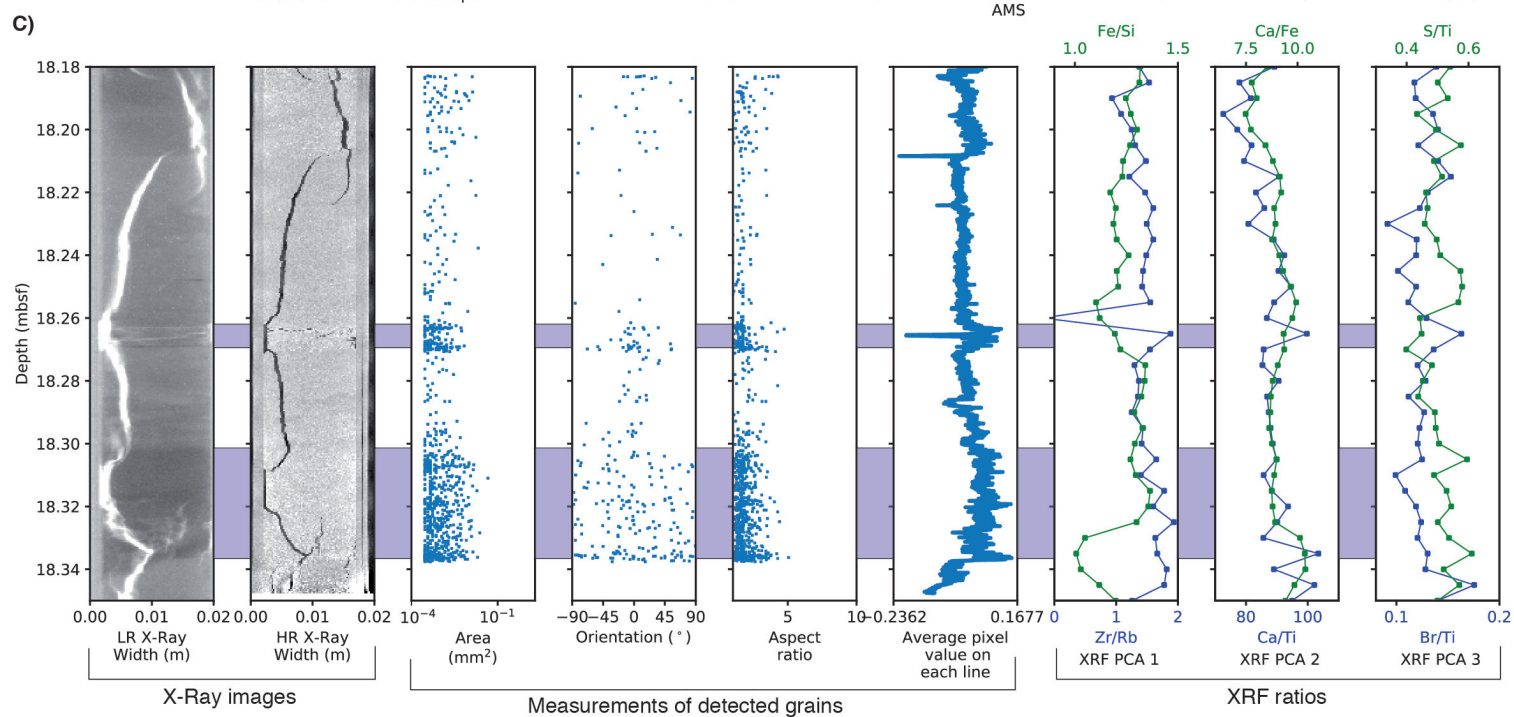 AMS
C)
Fe/Si Ca/Fe S/Ti
1.0 1.5 7.5 10.0 0.4 0.6
18.18
18.20
18.22
18.24
18.26
18.28
18.30
18.32
18.34
Depth (mbsf)
0.00 0.01 0.02 0.00 0.01 0.02 10−4 10−1 −90−45 0 45 90 5 10 −0.2362 0.1677 0 1 2 80 100 0.1 0.2
LR X-Ray Width (m)
HR X-Ray Width (m)
Area (mm2)
Orientation (°)
Aspect ratio
Average pixel value on each line
Zr/Rb
XRF PCA 1
Ca/Ti
XRF PCA 2
Br/Ti
XRF PCA 3
X-Ray images
Measurements of detected grains
XRF ratios